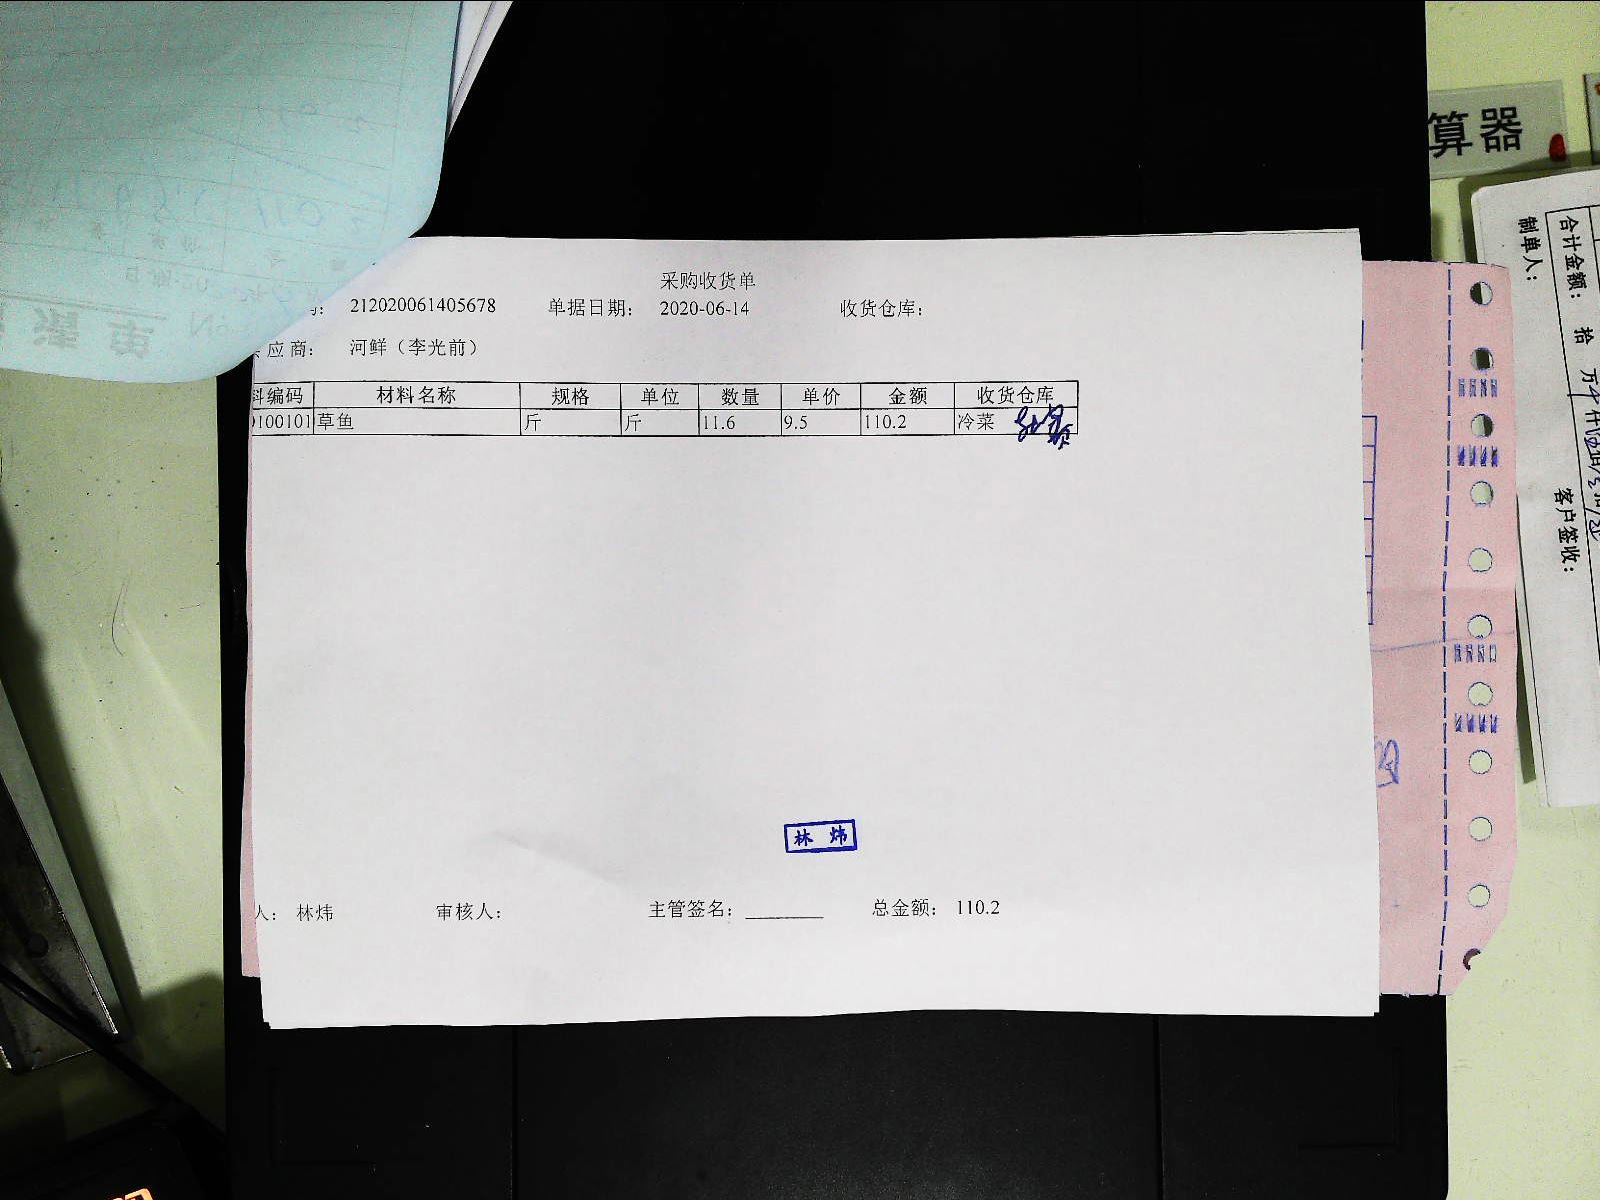 采购收货单
212020061405678 单据日期： 2020-06-14 收货仓库：
应商： 河鲜（李光前）
料编码 材料名称 规格 单位 数量 单价 金额 收货仓库
0100101 草鱼 斤 斤 11.6 9.5 110.2 冷菜
林炜
人： 林炜 审核人： 主管签名： 总金额： 110.2
算器
制单人：
合计金额： 拾 万 仟
客户签收：